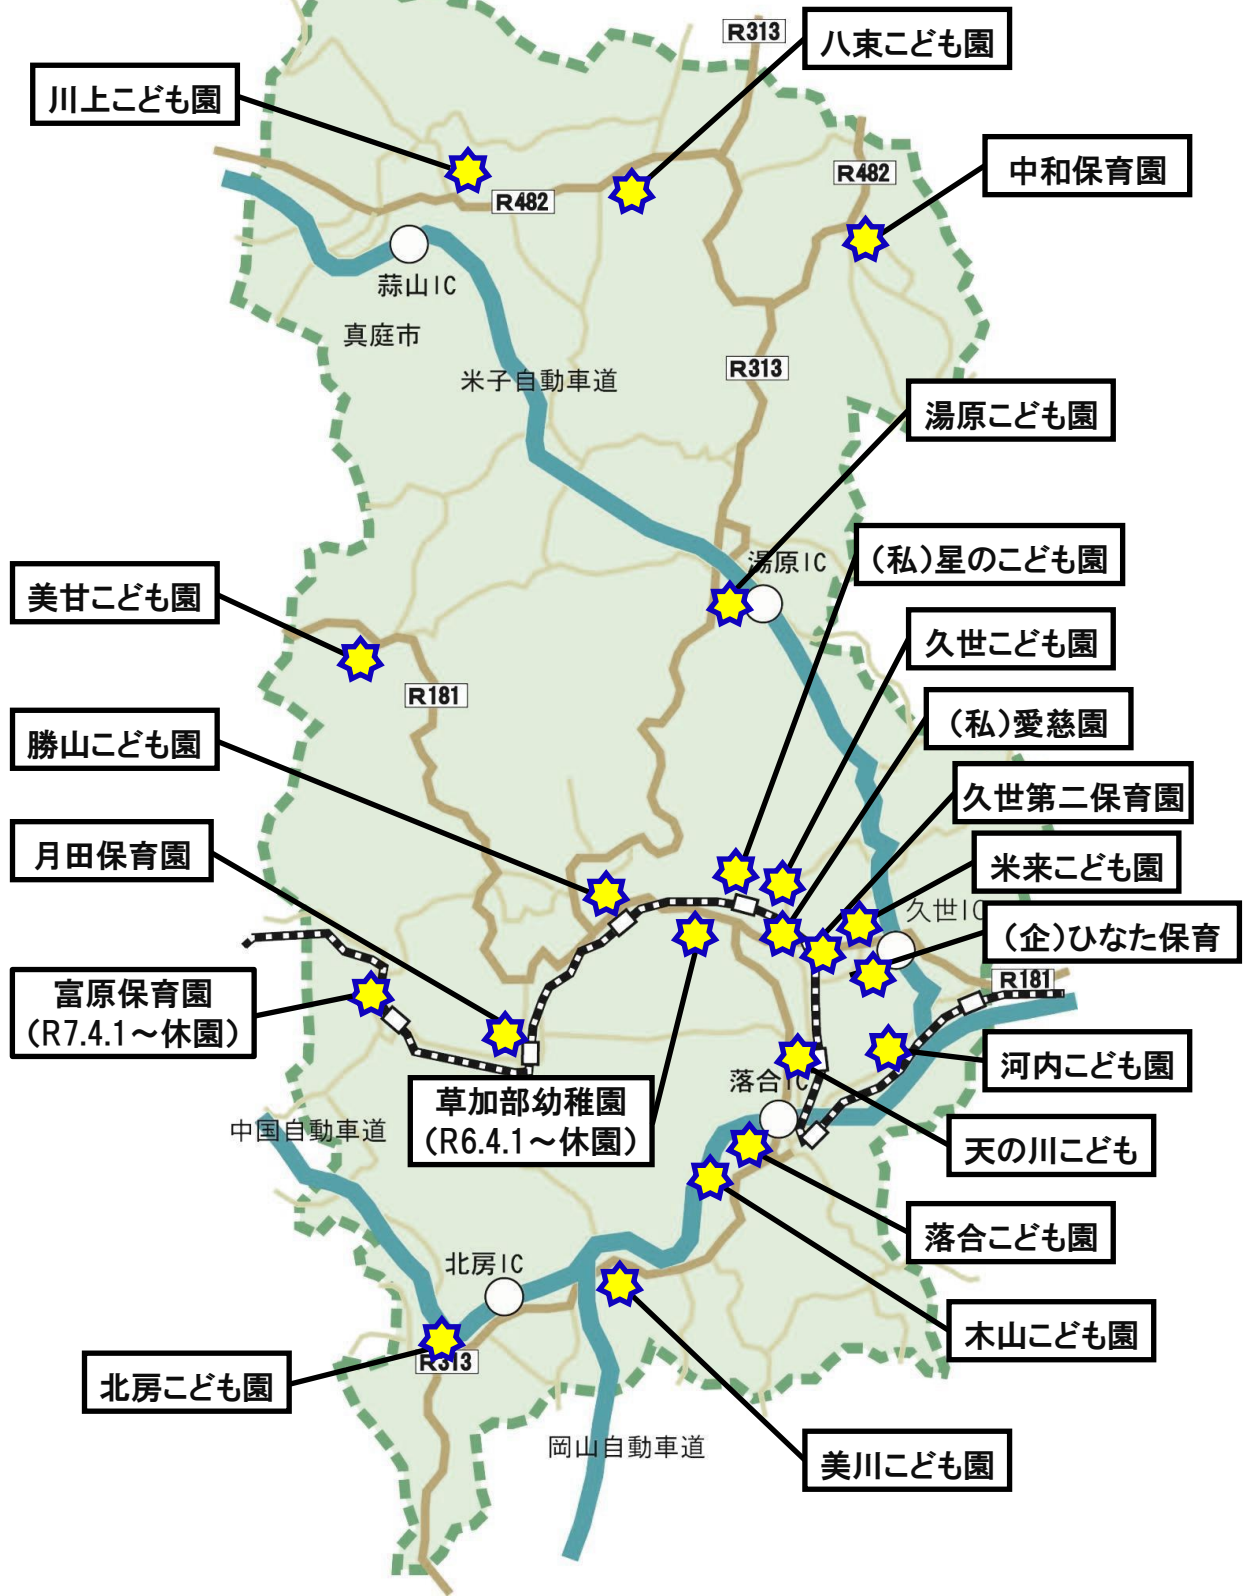 R313
八束こども園
川上こども園
R482
中和保育園
R482
蒜山IC
真庭市
米子自動車道
R313
湯原こども園
湯原IC
(私)星のこども園
美甘こども園
久世こども園
R181
(私)愛慈園
勝山こども園
久世第二保育園
月田保育園
米来こども園
久世IC
(企)ひなた保育
富原保育園
(R7.4.1～休園)
R181
河内こども園
草加部幼稚園
(R6.4.1～休園)
落合IC
中国自動車道
天の川こども
落合こども園
北房IC
木山こども園
R313
北房こども園
岡山自動車道
美川こども園